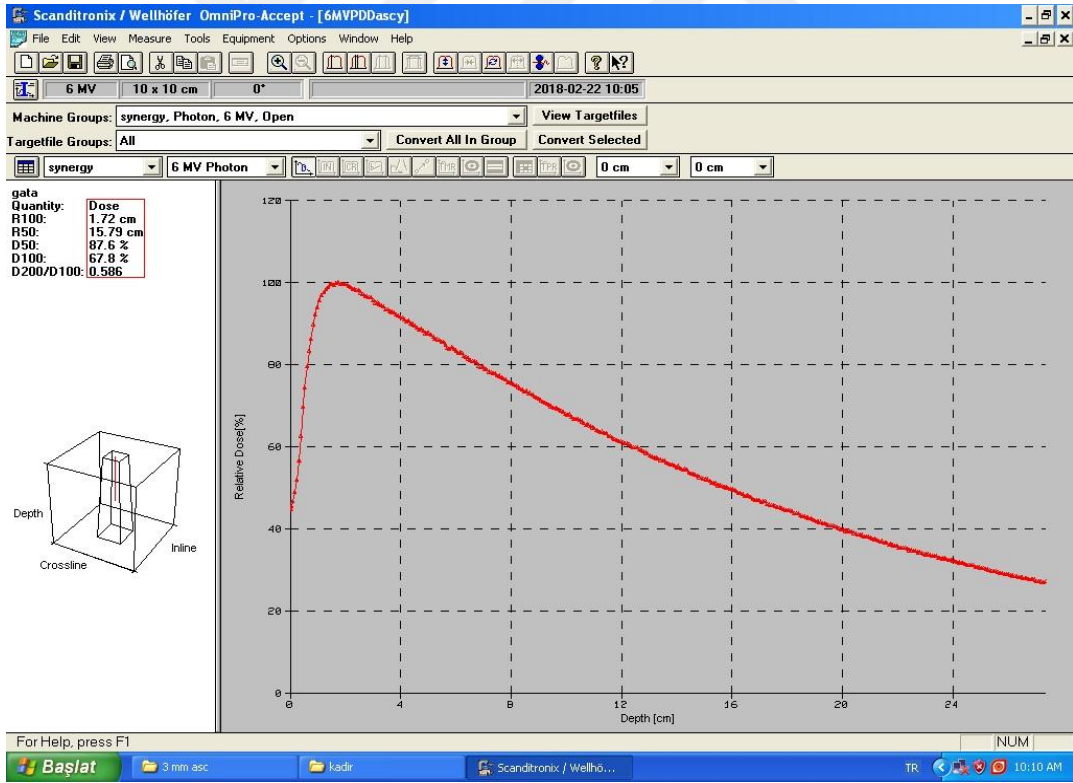 Scanditronix / Wellhöfer OmniPro-Accept - [6MVPDDascy]
File Edit View Measure Tools Equipment Options Window Help
6 MV 10 x 10 cm 0° 2018-02-22 10:05
Machine Groups: synergy, Photon, 6 MV, Open View Targetfiles
Targetfile Groups: All Convert All In Group Convert Selected
synergy 6 MV Photon 0 cm 0 cm
gata
Quantity: Dose
R100: 1.72 cm
R50: 15.79 cm
D50: 87.6 %
D100: 67.8 %
D200/D100: 0.586
Depth
Crossline
Inline
120
100
80
60
40
20
0
Relative Dose[%]
0 4 8 12 16 20 24
Depth [cm]
For Help, press F1 NUM
Başlat 3 mm asc kadir Scanditronix / Wellhö... TR 10:10 AM